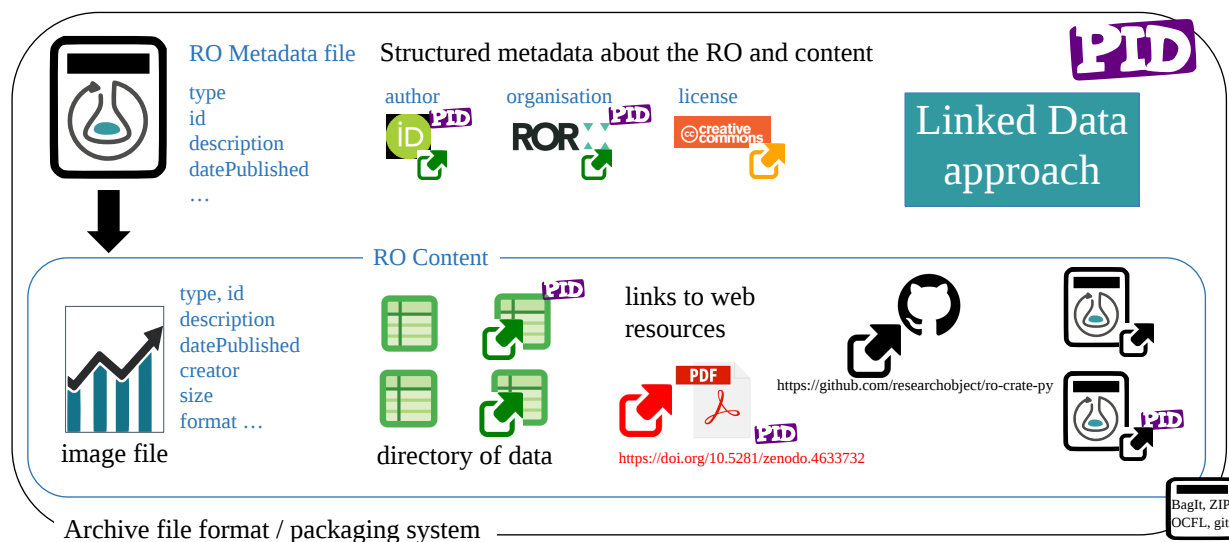 RO Metadata file
Structured metadata about the RO and content
PID
type
id
description
datePublished
…
author
iD
PID
organisation
ROR
PID
license
cc creative
commons
Linked Data
approach
RO Content
type, id
description
datePublished
creator
size
format …
image file
PID
directory of data
links to web
resources
PDF
PID
https://doi.org/10.5281/zenodo.4633732
https://github.com/researchobject/ro-crate-py
PID
BagIt, ZIP
OCFL, git
Archive file format / packaging system